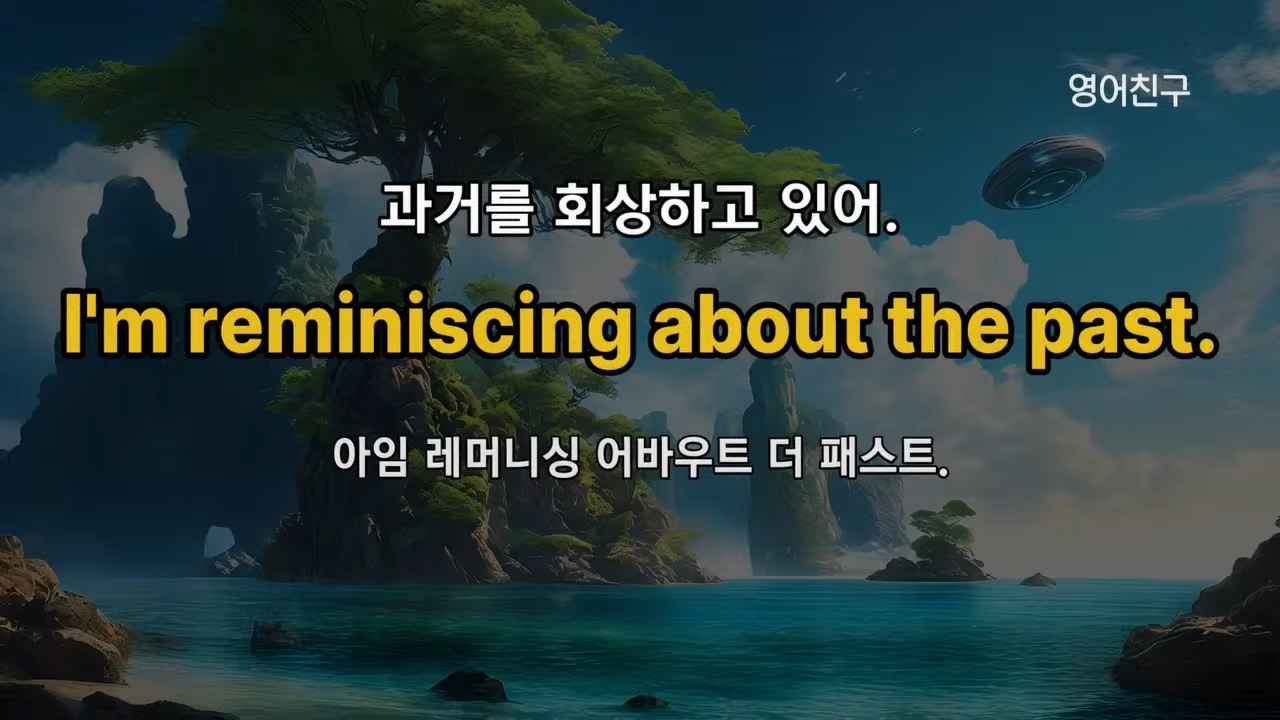 영어친구
과거를 회상하고 있어.
I'm reminiscing about the past.
아임 레머니싱 어바우트 더 패스트.